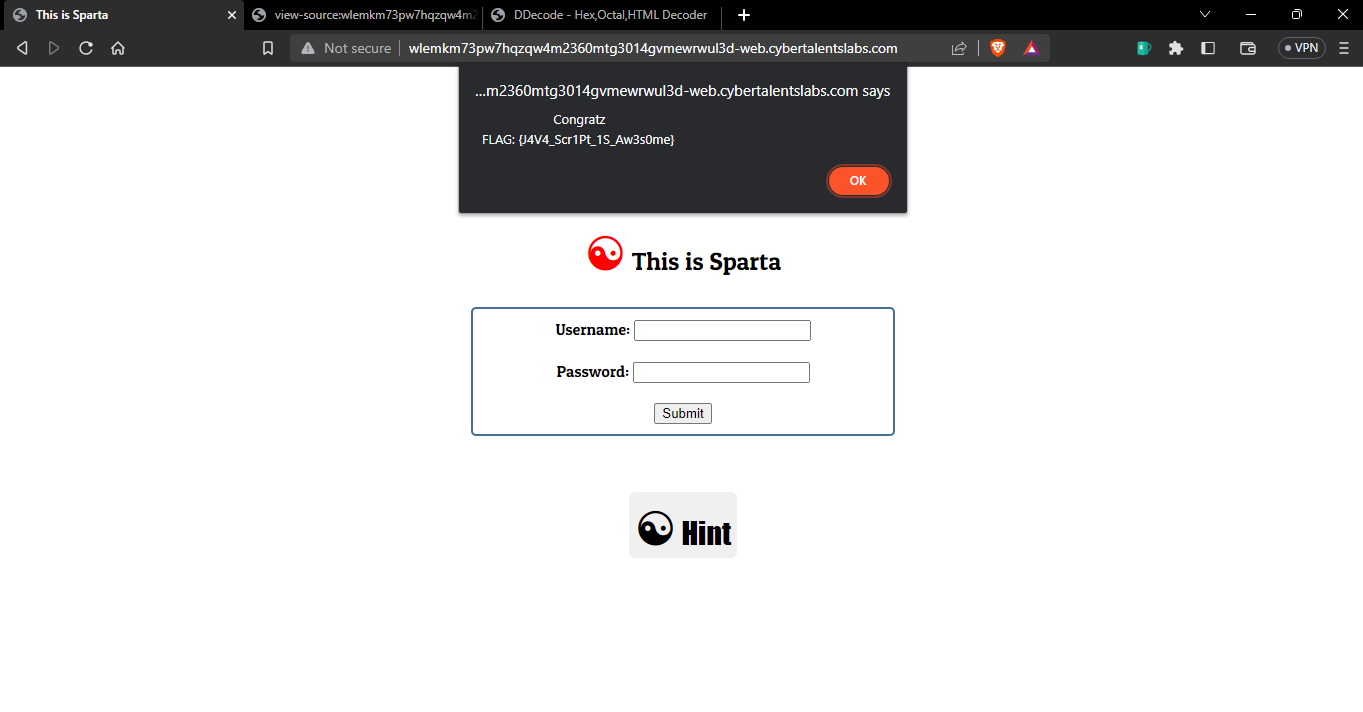 This is Sparta
view-source:wlemkm73pw7hqzqw4m2
DDecode - Hex,Octal,HTML Decoder
Not secure
wlemkm73pw7hqzqw4m2360mtg3014gvmewrwul3d-web.cybertalentslabs.com
VPN
...m2360mtg3014gvmewrwul3d-web.cybertalentslabs.com says
Congratz
FLAG: {J4V4_Scr1Pt_1S_Aw3s0me}
OK
This is Sparta
Username:
Password:
Submit
Hint